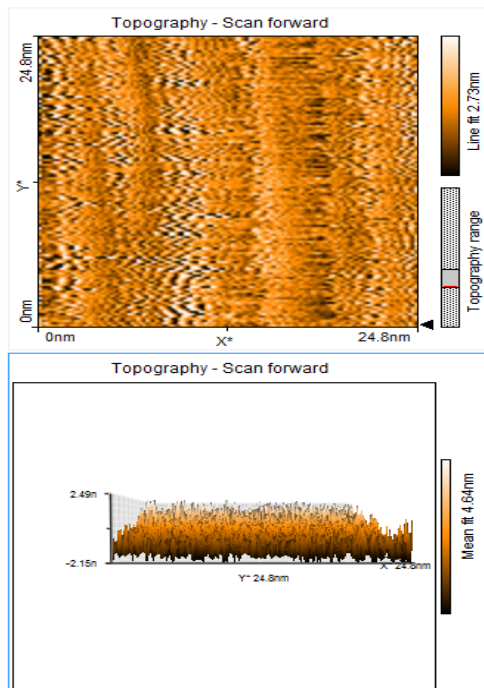 Topography - Scan forward
24.8nm
Y*
0nm
0nm
X*
24.8nm
Line fit 2.73nm
Topography range
Topography - Scan forward
2.49n
-2.15n
Y* 24.8nm
X* 24.8nm
Mean fit 4.64nm